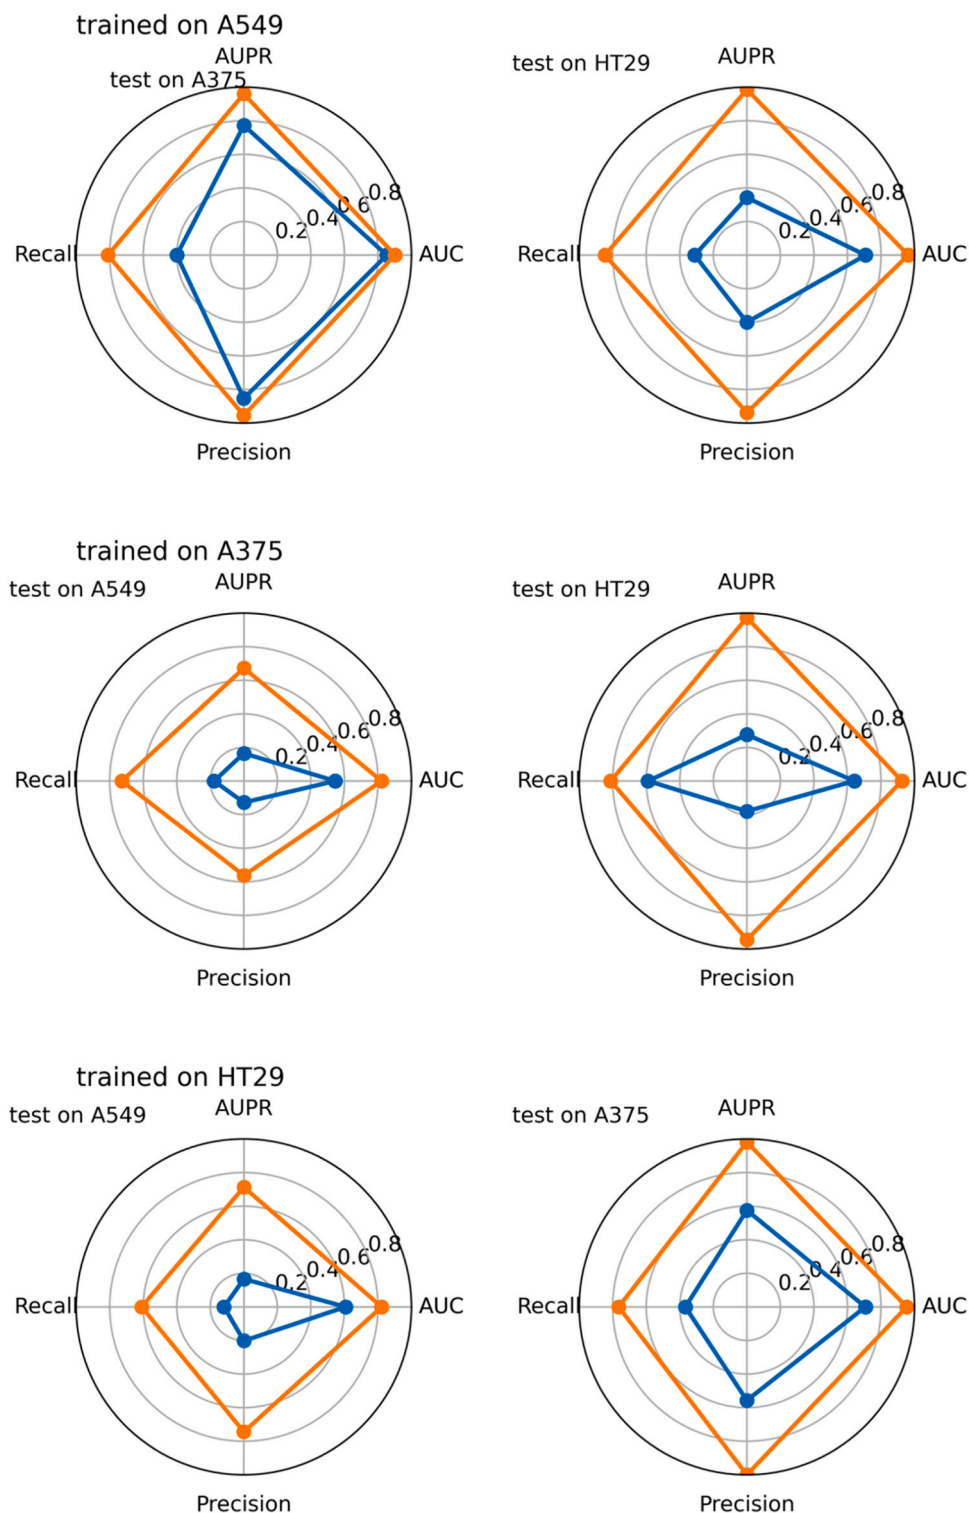 trained on A549
AUPR
test on A375
0.8
0.6
0.4
0.2
Recall
AUC
Precision
AUPR
test on HT29
0.8
0.6
0.4
0.2
Recall
AUC
Precision
trained on A375
AUPR
test on A549
0.8
0.6
0.4
0.2
Recall
AUC
Precision
AUPR
test on HT29
0.8
0.6
0.4
0.2
Recall
AUC
Precision
trained on HT29
AUPR
test on A549
0.8
0.6
0.4
0.2
Recall
AUC
Precision
AUPR
test on A375
0.8
0.6
0.4
0.2
Recall
AUC
Precision